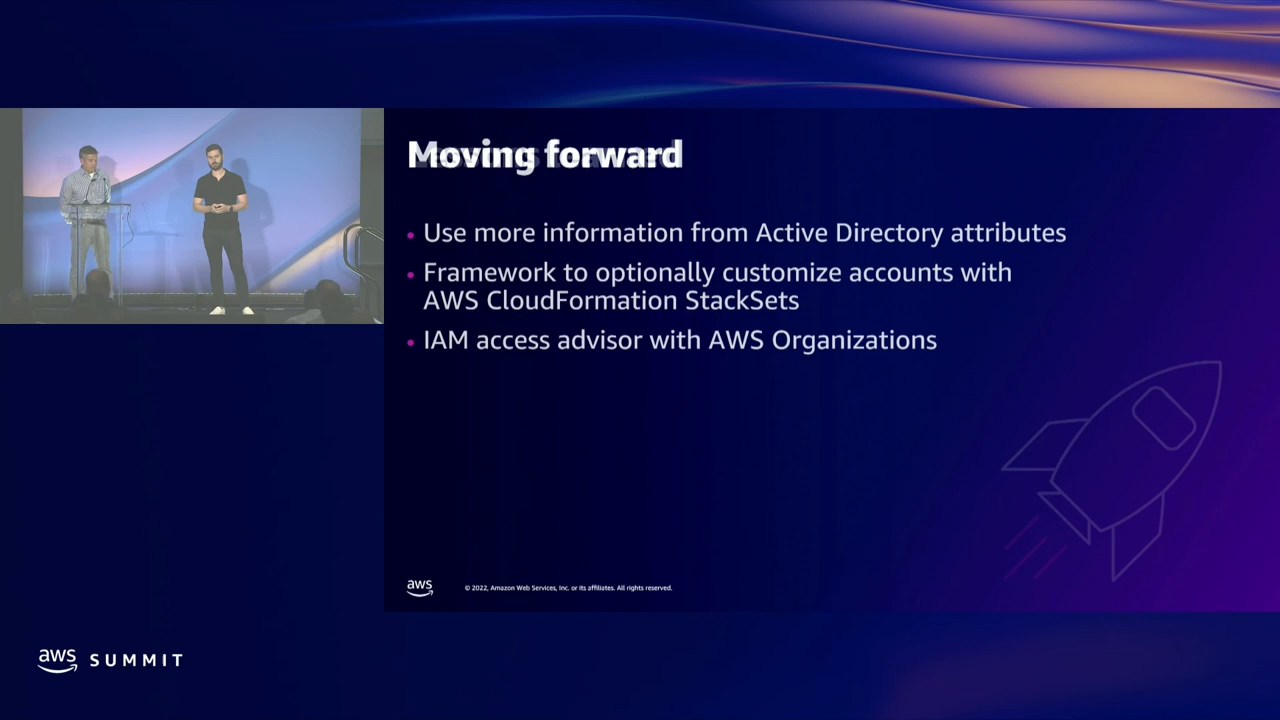 Moving forward
• Use more information from Active Directory attributes
• Framework to optionally customize accounts with
AWS CloudFormation StackSets
• IAM access advisor with AWS Organizations
aws
© 2022, Amazon Web Services, Inc. or its affiliates. All rights reserved.
aws SUMMIT